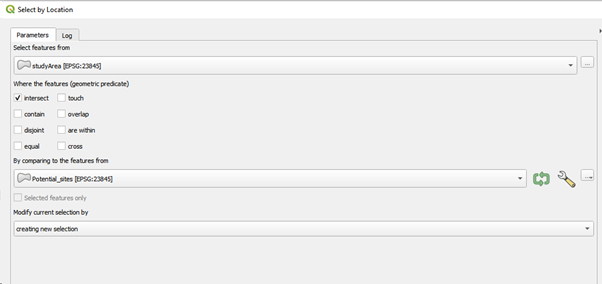 Select by Location
Parameters Log
Select features from
studyArea [EPSG:23845]
...
Where the features (geometric predicate)
intersect touch
contain overlap
disjoint are within
equal cross
By comparing to the features from
Potential_sites [EPSG:23845]
Selected features only
Modify current selection by
creating new selection